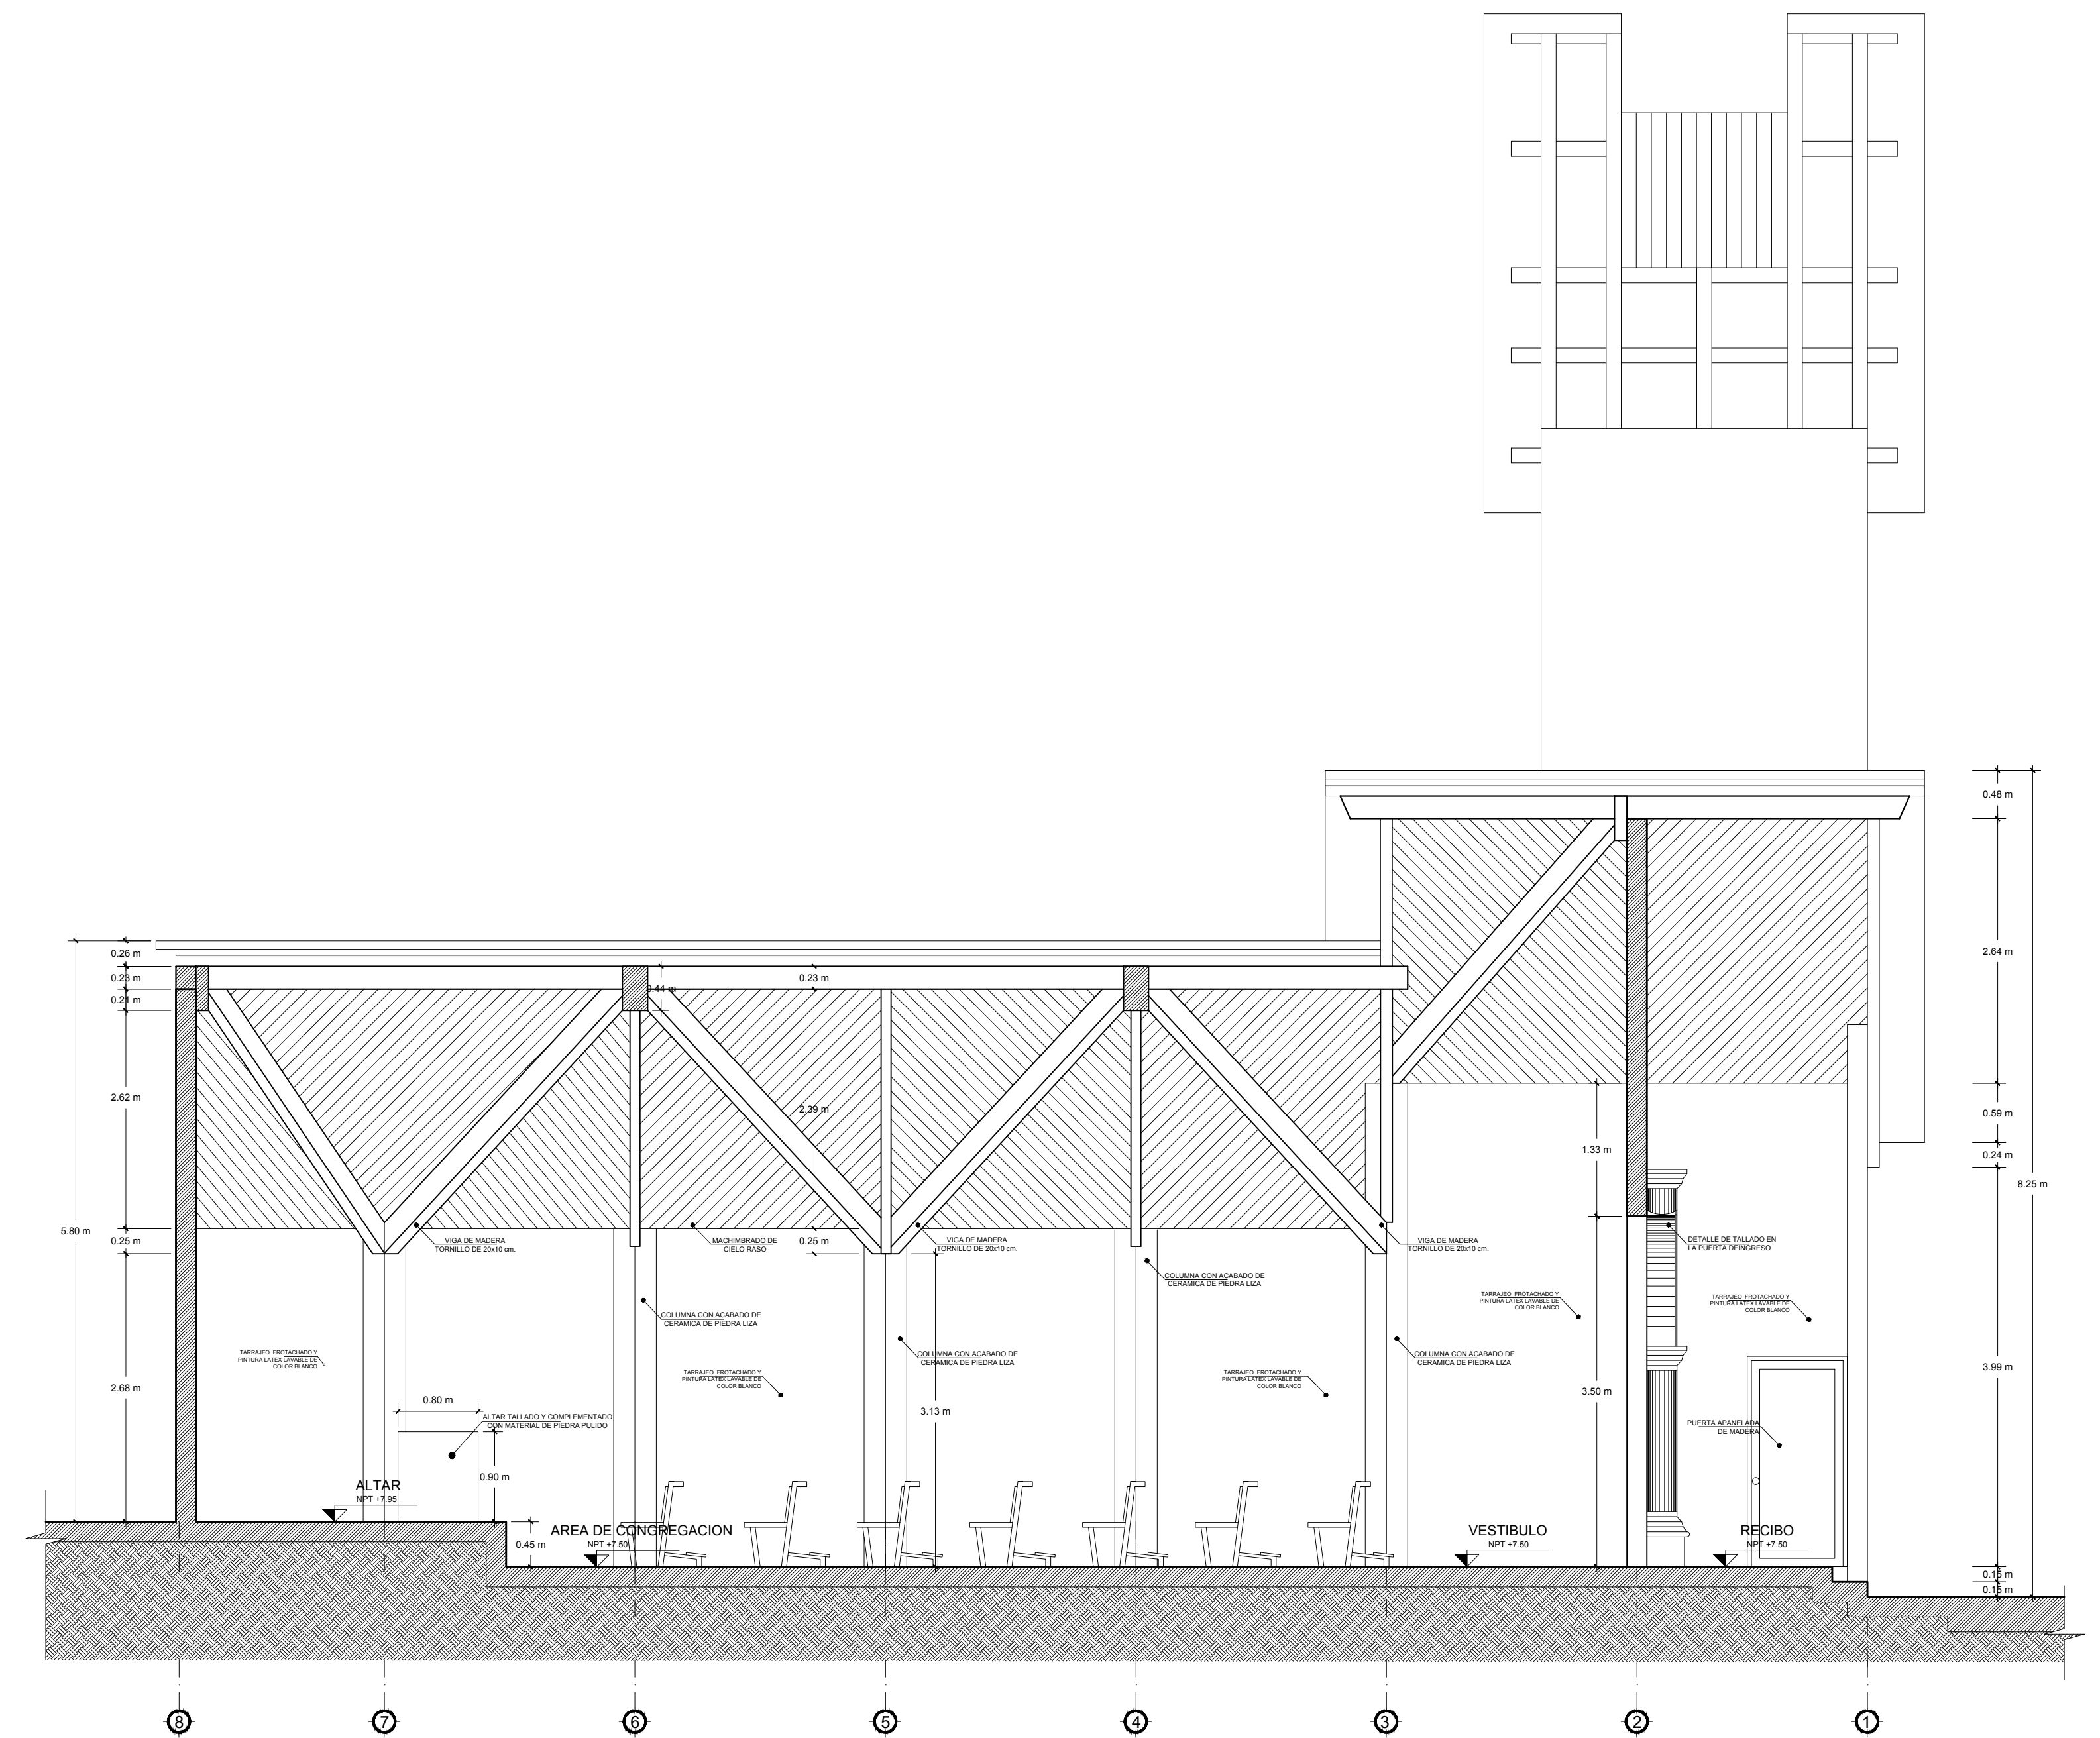 0.48 m
2.64 m
0.59 m
0.24 m
8.25 m
3.99 m
0.15 m
0.15 m
0.26 m
0.23 m
0.21 m
2.62 m
5.80 m
0.25 m
2.68 m
0.44 m
0.23 m
2.39 m
0.25 m
1.33 m
3.50 m
3.13 m
VIGA DE MADERA
TORNILLO DE 20x10 cm.
MACHIMBRADO DE
CIELO RASO
VIGA DE MADERA
TORNILLO DE 20x10 cm.
VIGA DE MADERA
TORNILLO DE 20x10 cm.
DETALLE DE TALLADO EN
LA PUERTA DEINGRESO
COLUMNA CON ACABADO DE
CERAMICA DE PIEDRA LIZA
COLUMNA CON ACABADO DE
CERAMICA DE PIEDRA LIZA
COLUMNA CON ACABADO DE
CERAMICA DE PIEDRA LIZA
COLUMNA CON ACABADO DE
CERAMICA DE PIEDRA LIZA
TARRAJEO FROTACHADO Y
PINTURA LATEX LAVABLE DE
COLOR BLANCO
TARRAJEO FROTACHADO Y
PINTURA LATEX LAVABLE DE
COLOR BLANCO
TARRAJEO FROTACHADO Y
PINTURA LATEX LAVABLE DE
COLOR BLANCO
TARRAJEO FROTACHADO Y
PINTURA LATEX LAVABLE DE
COLOR BLANCO
TARRAJEO FROTACHADO Y
PINTURA LATEX LAVABLE DE
COLOR BLANCO
0.80 m
ALTAR TALLADO Y COMPLEMENTADO
CON MATERIAL DE PIEDRA PULIDO
PUERTA APANELADA
DE MADERA
0.90 m
ALTAR
NPT +7.95
0.45 m
AREA DE CONGREGACION
NPT +7.50
VESTIBULO
NPT +7.50
RECIBO
NPT +7.50
8
7
6
5
4
3
2
1